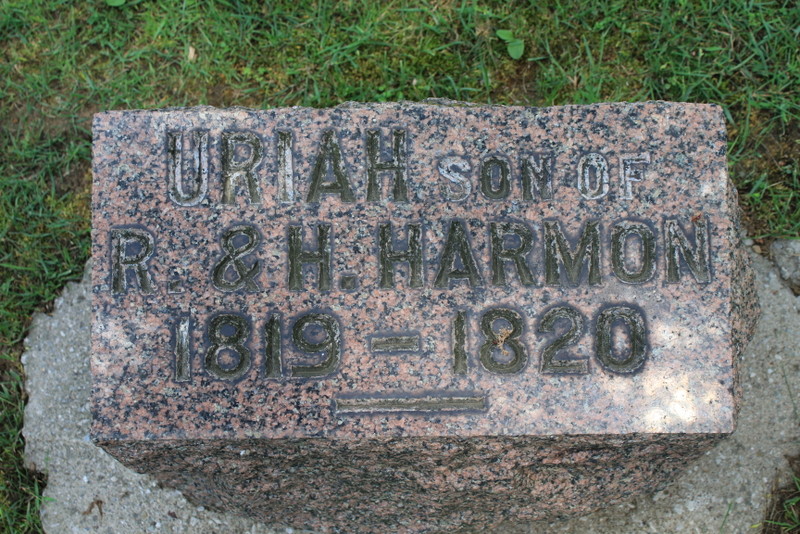 URIAH SON OF
R. & H. HARMON
1819 – 1820